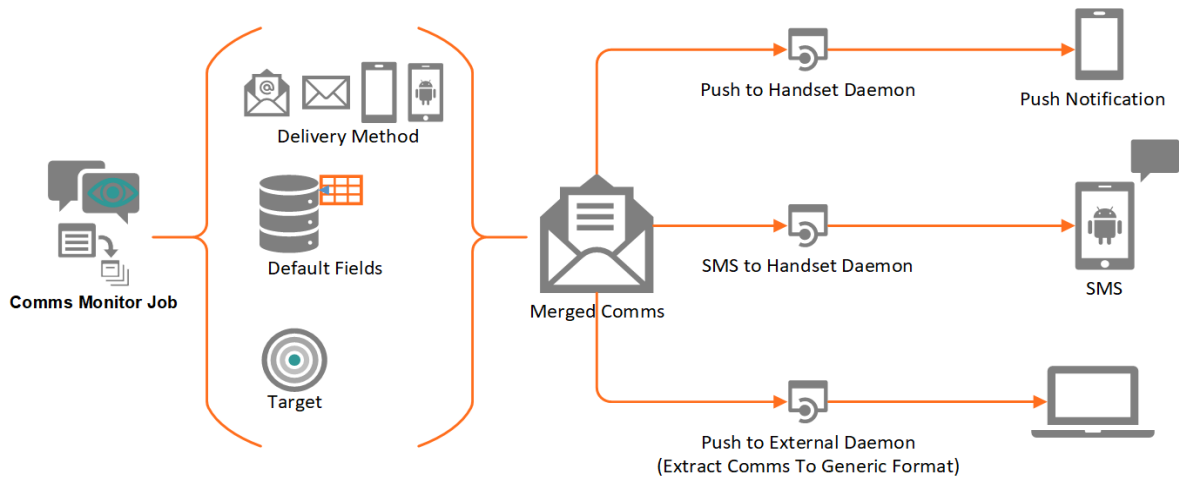 Delivery Method
Default Fields
Target
Comms Monitor Job
@
Merged Comms
Push to Handset Daemon
Push Notification
SMS to Handset Daemon
SMS
Push to External Daemon
(Extract Comms To Generic Format)